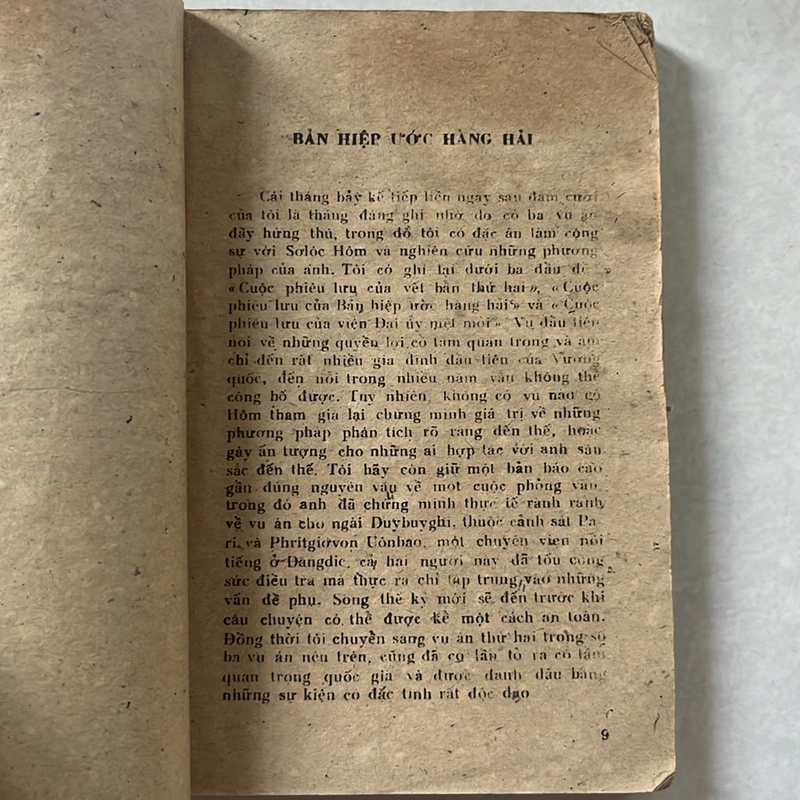 BẢN HIỆP ƯỚC HÀNG HẢI
Cái tháng bảy kế tiếp liền ngay sau đám cưới
của tôi là tháng đáng ghi nhớ do có ba vụ án
đầy hứng thú, trong đó tôi có đặc ân làm cộng
sự với Sơlôc Hôm và nghiên cứu những phương
pháp của anh. Tôi có ghi lại dưới ba đầu đề
«Cuộc phiêu lưu của vết bẩn thứ hai», «Cuộc
phiêu lưu của Bản hiệp ước hàng hải» và «Cuộc
phiêu lưu của viên Đại úy mệt mỏi» Vụ đầu tiên
nói về những quyền lợi có tầm quan trọng và ám
chỉ đến rất nhiều gia đình đầu tiên của Vương
quốc, đến nỗi trong nhiều năm vẫn không thể
công bố được. Tuy nhiên, không có vụ nào có
Hôm tham gia lại chứng minh giá trị về những
phương pháp phân tích rõ ràng đến thế, hoặc
gây ấn tượng cho những ai hợp tác với anh sâu
sắc đến thế. Tôi hãy còn giữ một bản báo cáo
gần đúng nguyên văn về một cuộc phỏng vấn,
trong đó anh đã chứng minh thực tế rành rành
về vụ án cho ngài Duybuyghi, thuộc cảnh sát Pa
ri, và Phritgiơvon Uônbao, một chuyên viên nổi
tiếng ở Đăngdic, cả hai người này đã tốn công
sức điều tra mà thực ra chỉ tập trung vào những
vấn đề phụ. Song thế kỷ mới sẽ đến trước khi
câu chuyện có thể được kể một cách an toàn.
Đồng thời tôi chuyển sang vụ án thứ hai trong số
ba vụ án nêu trên, cũng đã có lần tỏ ra có tầm
quan trọng quốc gia và được đánh dấu bằng
những sự kiện có đặc tính rất độc đáo
9